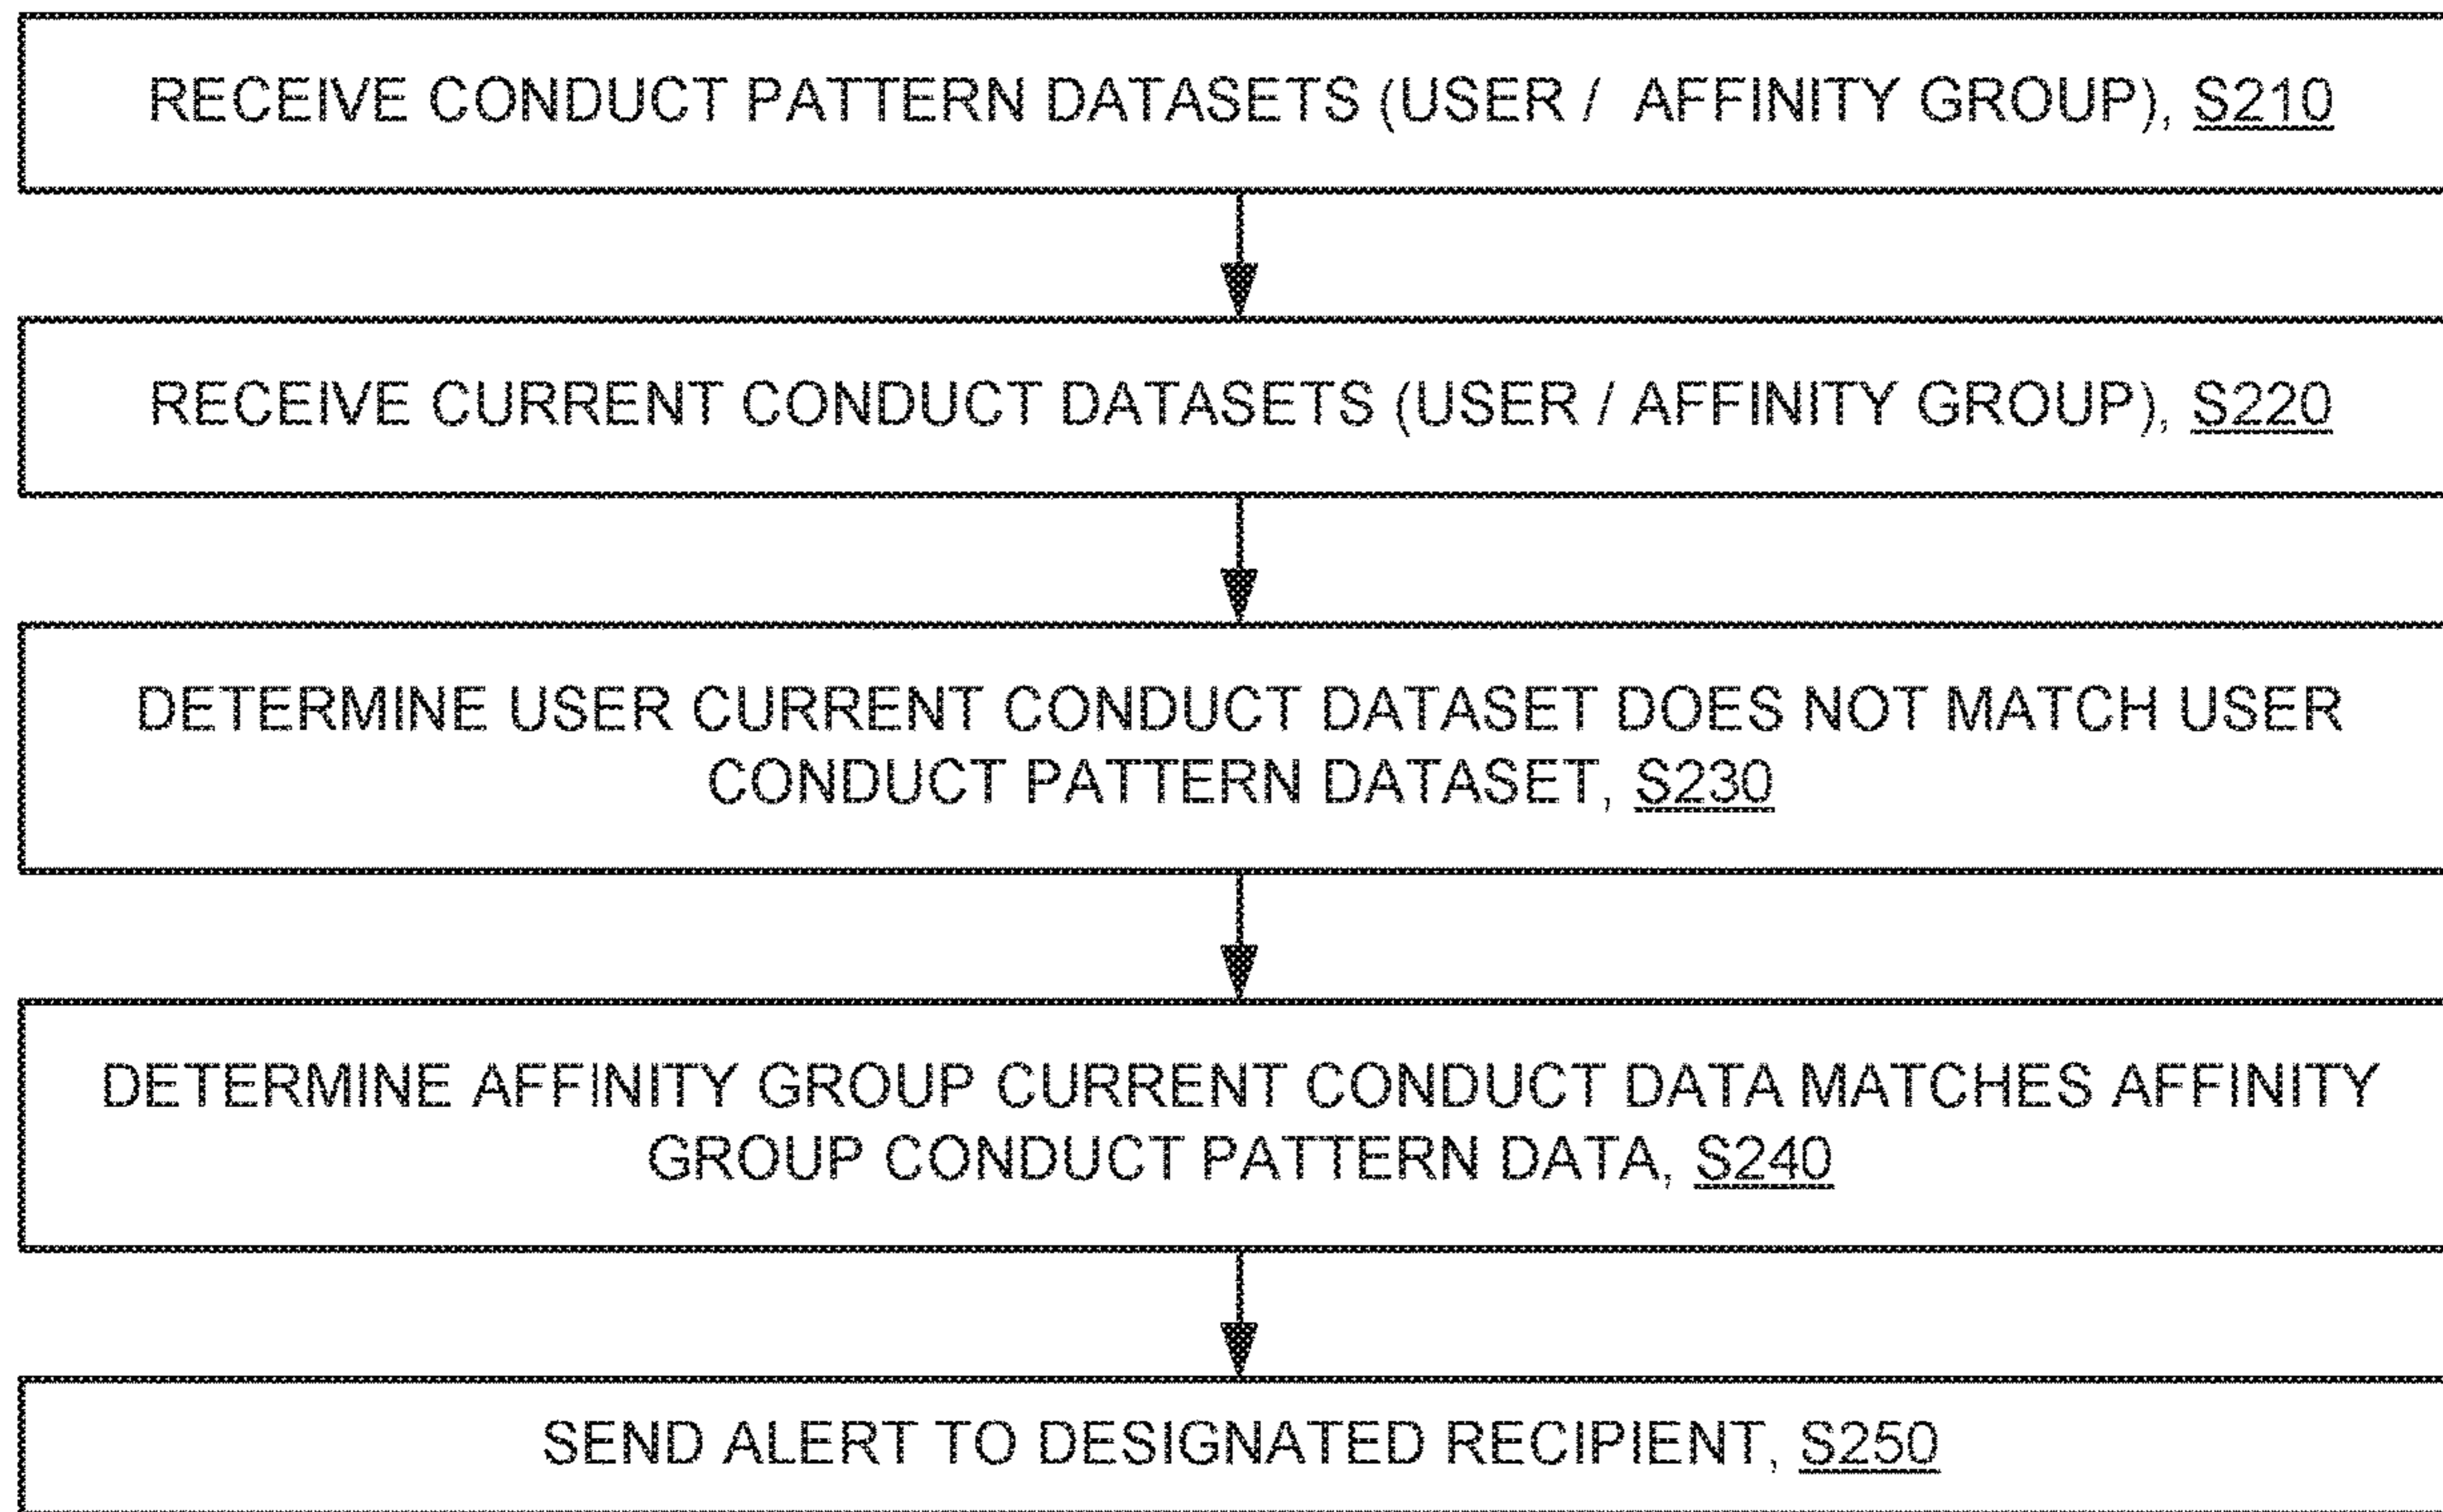 RECEIVE CONDUCT PATTERN DATASETS (USER / AFFINITY GROUP), S210
RECEIVE CURRENT CONDUCT DATASETS (USER / AFFINITY GROUP), S220
DETERMINE USER CURRENT CONDUCT DATASET DOES NOT MATCH USER
CONDUCT PATTERN DATASET, S230
DETERMINE AFFINITY GROUP CURRENT CONDUCT DATA MATCHES AFFINITY
GROUP CONDUCT PATTERN DATA, S240
SEND ALERT TO DESIGNATED RECIPIENT, S250